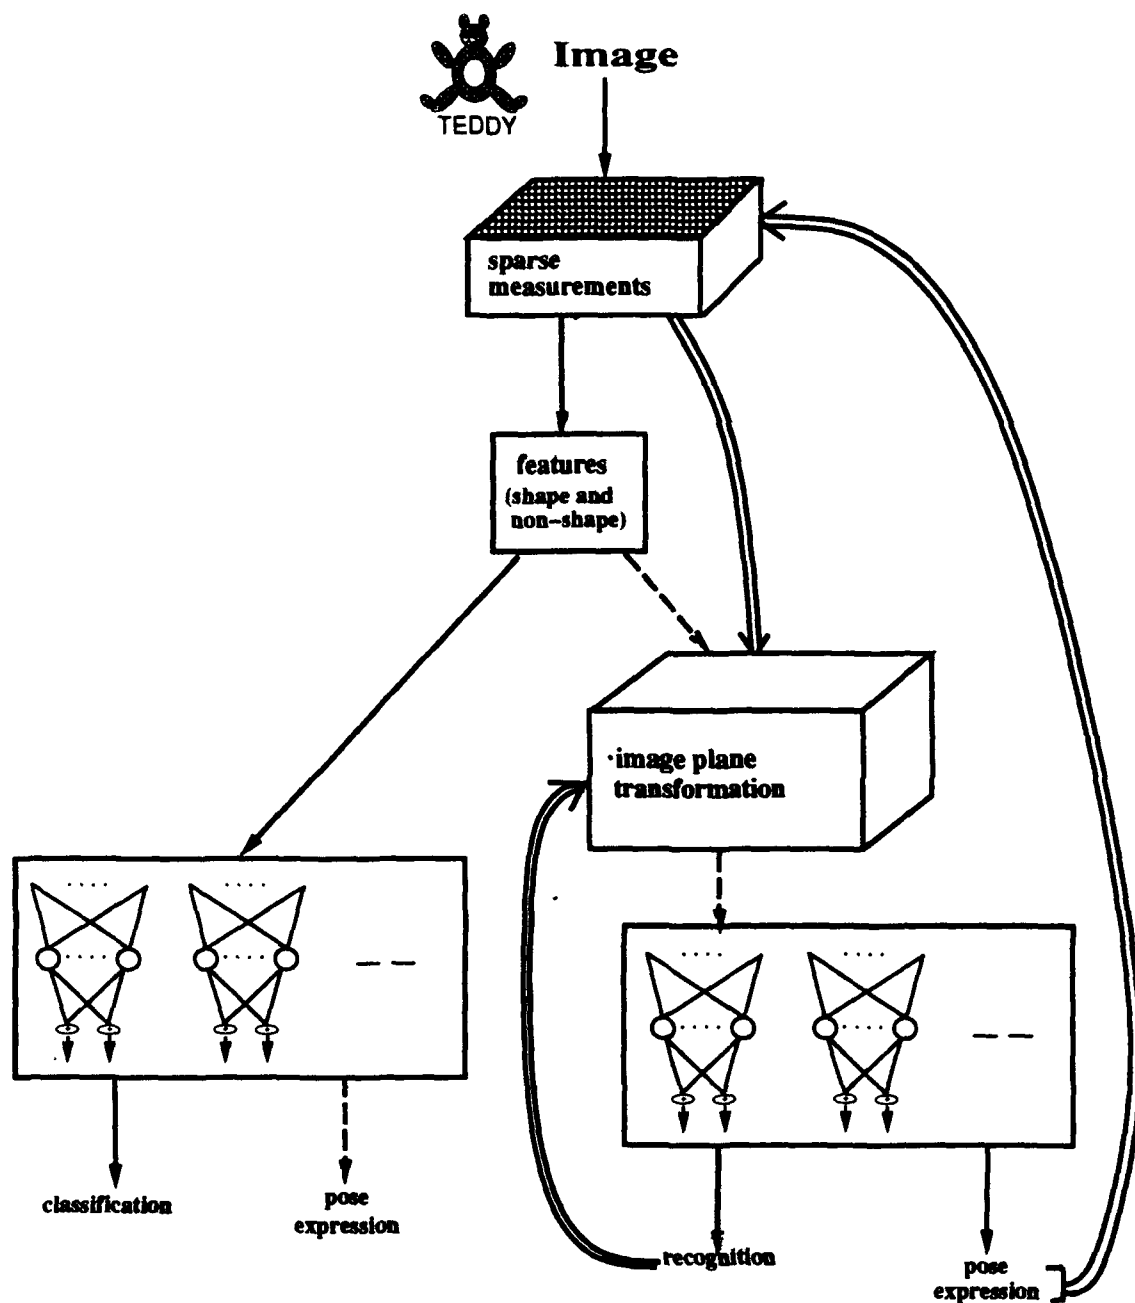 Image
TEDDY
sparse
measurements
features
(shape and
non-shape)
image plane
transformation
classification
pose
expression
recognition
pose
expression